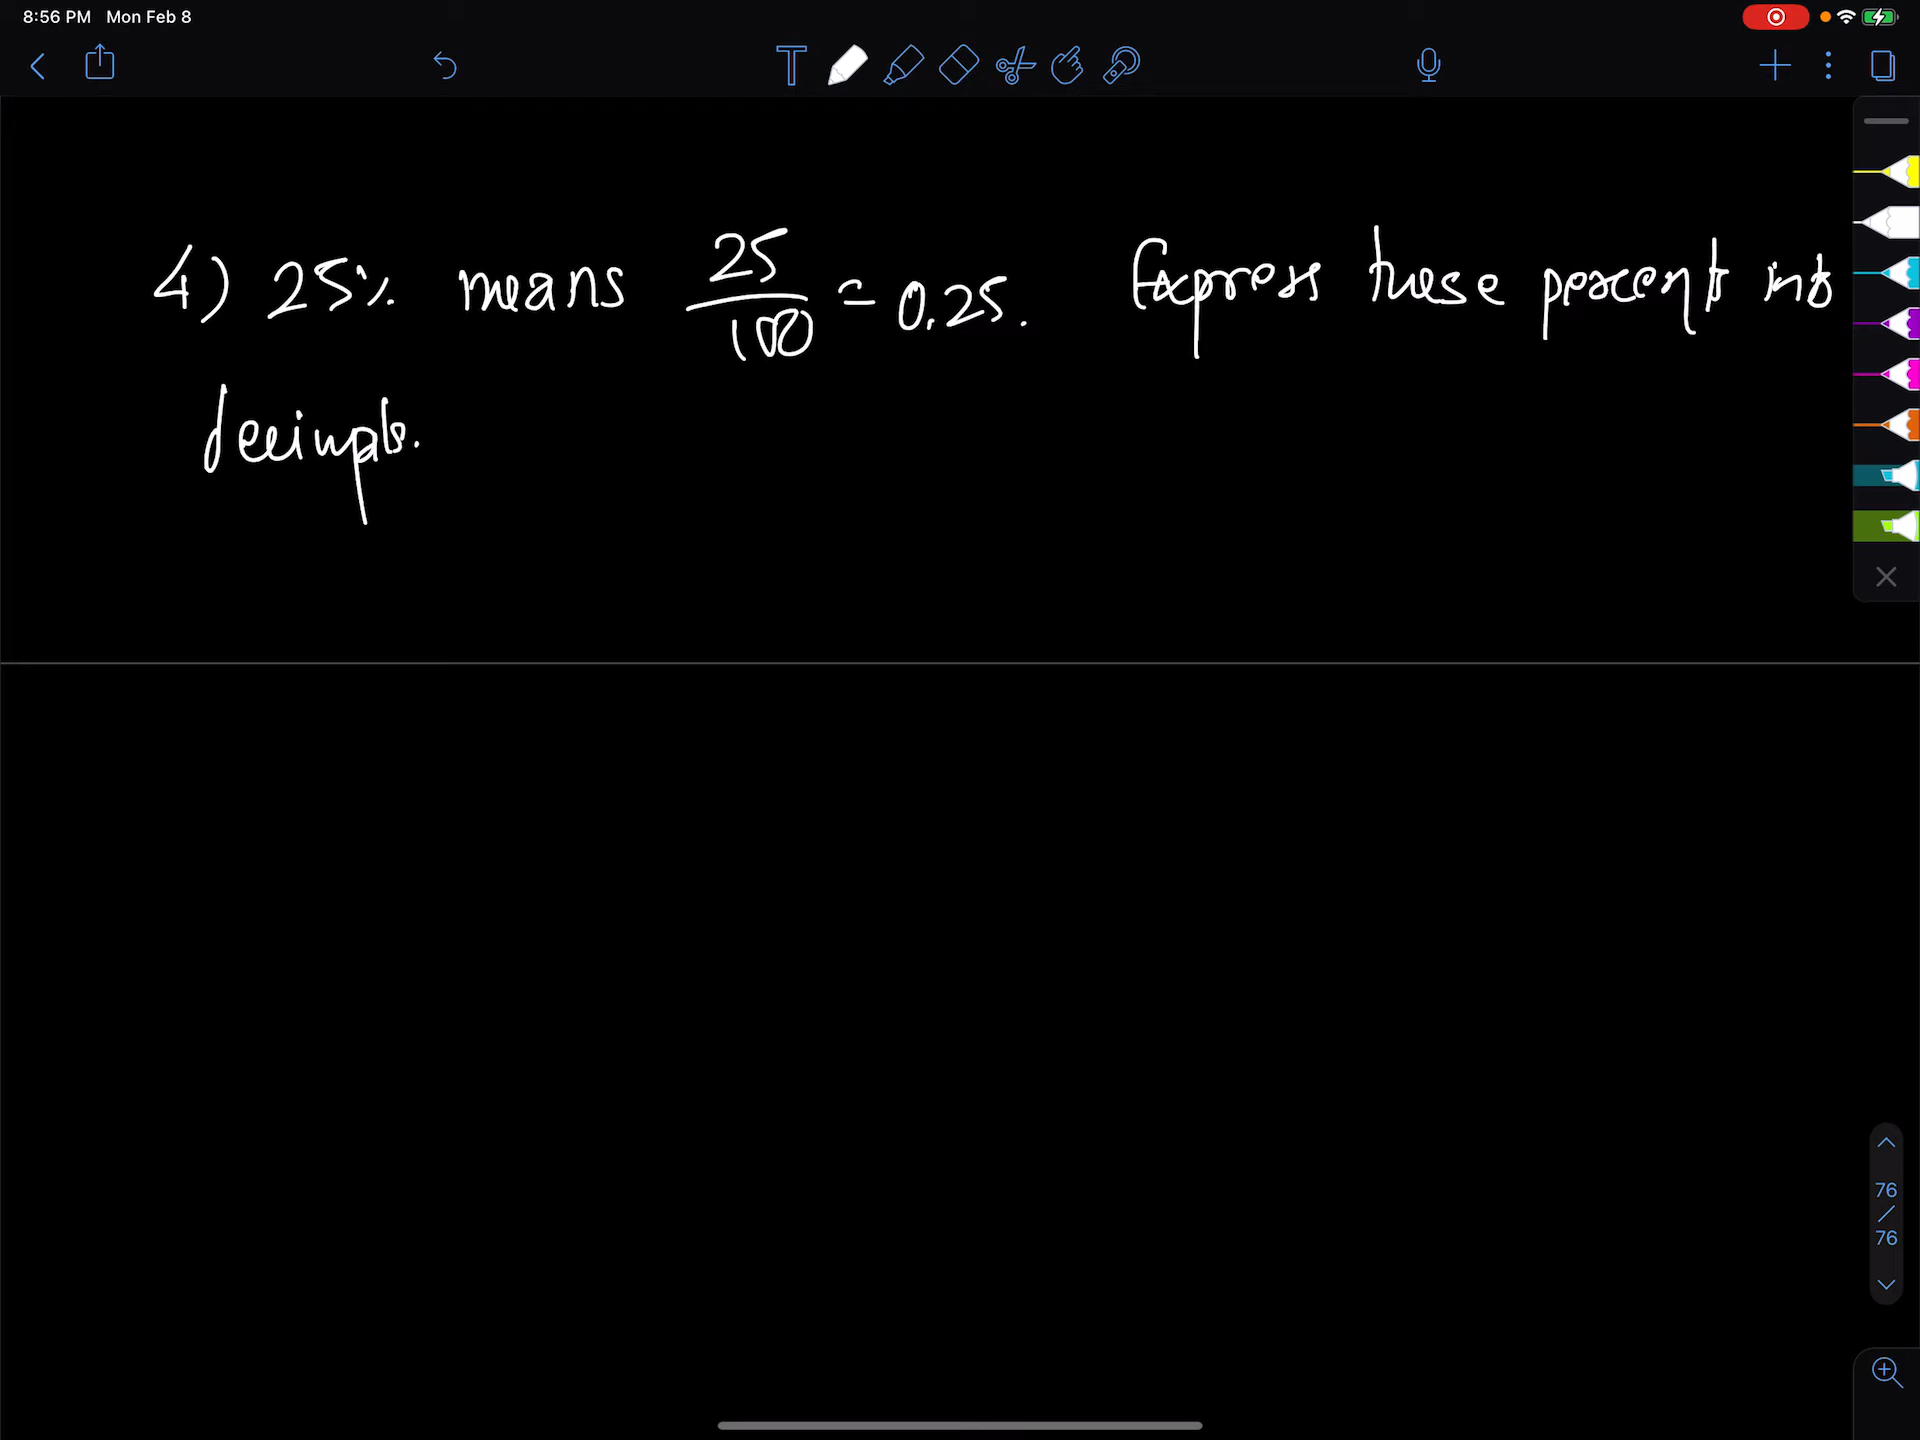 8:56 PM Mon Feb 8
4) 25% means 25/100 = 0.25. Express these percent into
decimals.
76
/
76